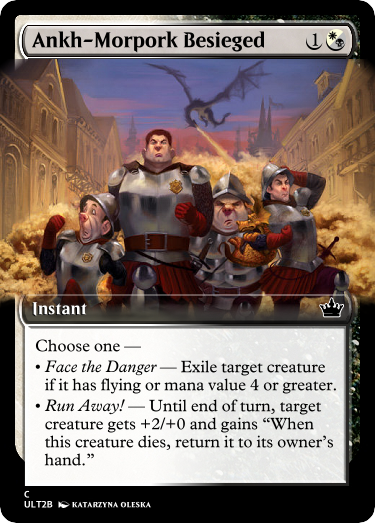 Ankh-Morpork Besieged 1
Instant
Choose one —
• Face the Danger — Exile target creature
if it has flying or mana value 4 or greater.
• Run Away! — Until end of turn, target
creature gets +2/+0 and gains “When
this creature dies, return it to its owner’s
hand.”
C
ULT2B KATARZYNA OLESKA